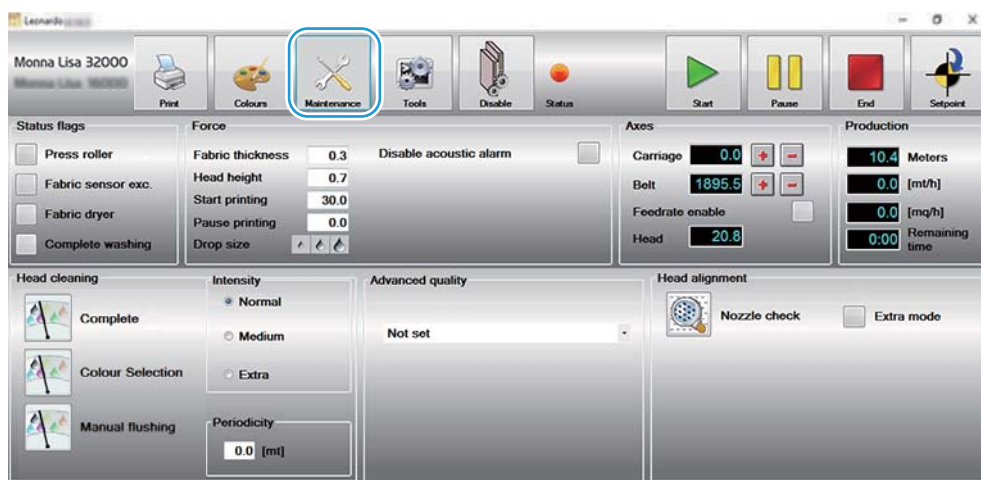 Leonardo
Monna Lisa 32000
Print
Colours
Maintenance
Tools
Disable
Status
Start
Pause
End
Setpoint
Status flags
Press roller
Fabric sensor exc.
Fabric dryer
Complete washing
Force
Fabric thickness 0.3
Head height 0.7
Start printing 30.0
Pause printing 0.0
Drop size
Disable acoustic alarm
Axes
Carriage 0.0 + -
Belt 1895.5 + -
Feedrate enable
Head 20.8
Production
10.4 Meters
0.0 [mt/h]
0.0 [mq/h]
0:00 Remaining
time
Head cleaning
Complete
Colour Selection
Manual flushing
Intensity
Normal
Medium
Extra
Periodicity
0.0 [mt]
Advanced quality
Not set
Head alignment
Nozzle check
Extra mode